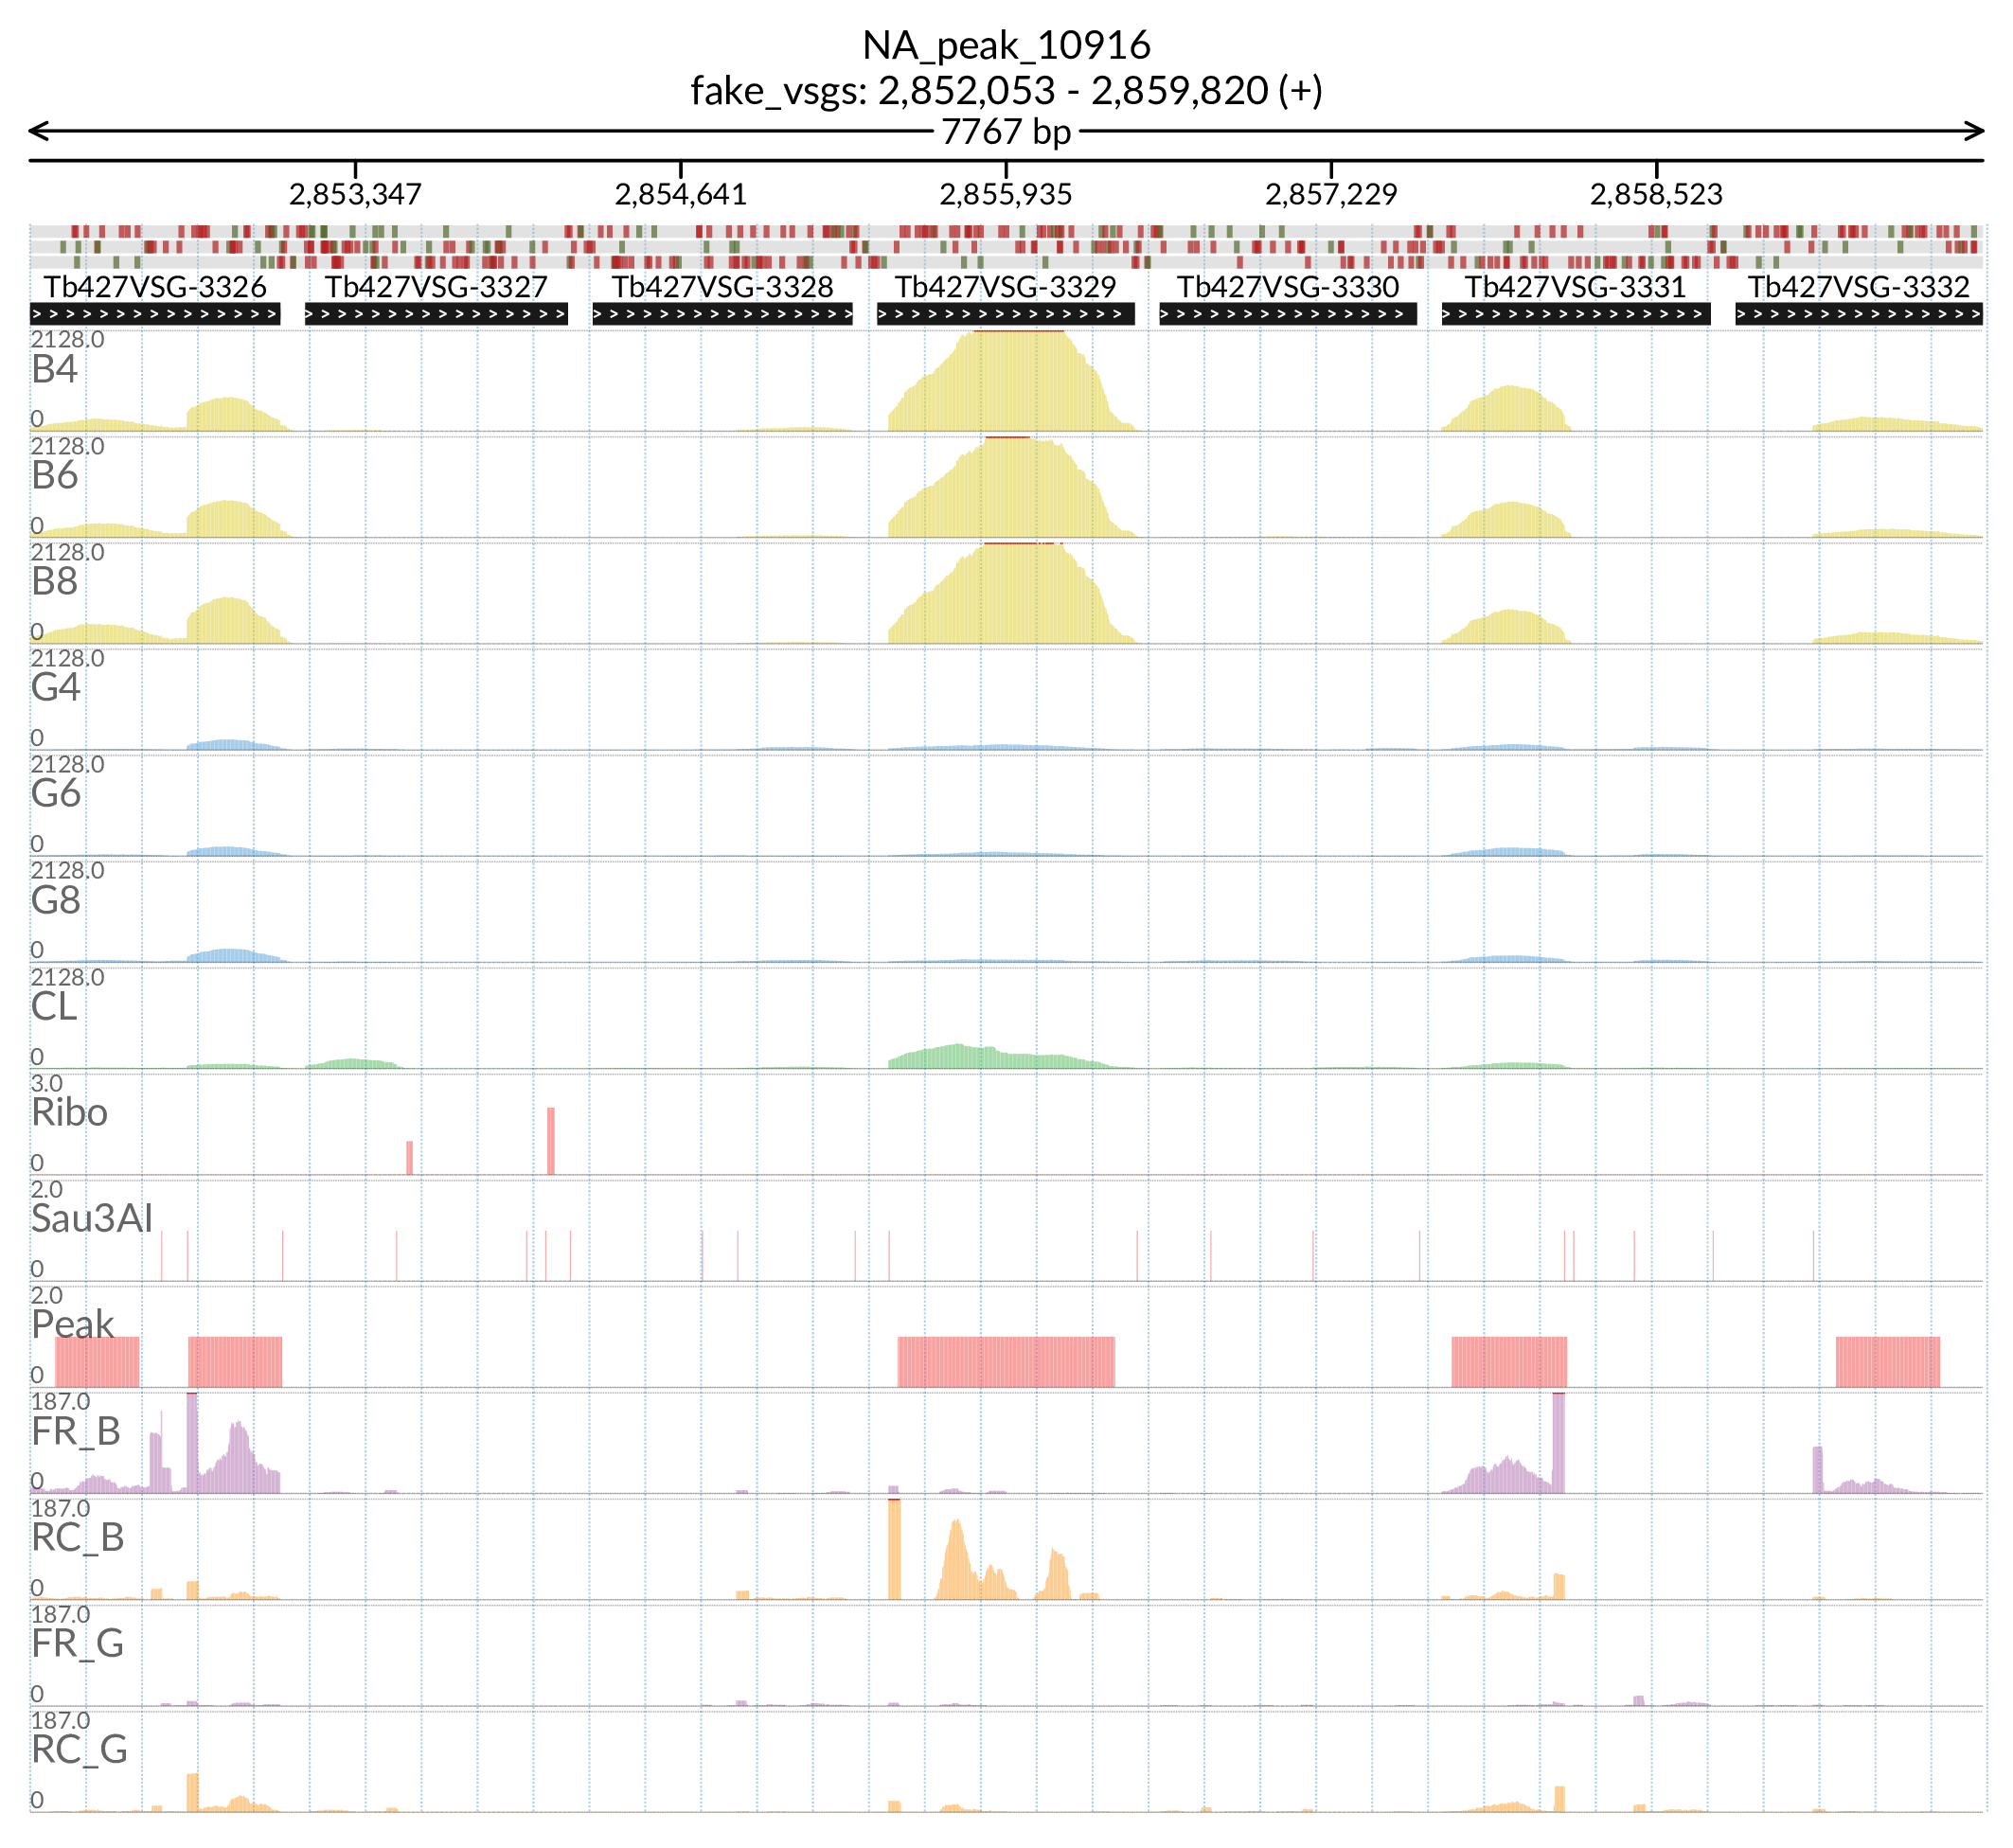 NA_peak_10916
fake_vsgs: 2,852,053 - 2,859,820 (+)
7767 bp
2,853,347 2,854,641 2,855,935 2,857,229 2,858,523
Tb427VSG-3326 Tb427VSG-3327 Tb427VSG-3328 Tb427VSG-3329 Tb427VSG-3330 Tb427VSG-3331 Tb427VSG-3332
2128.0
B4
0
2128.0
B6
0
2128.0
B8
0
2128.0
G4
0
2128.0
G6
0
2128.0
G8
0
2128.0
CL
0
3.0
Ribo
0
2.0
Sau3AI
0
2.0
Peak
0
187.0
FR_B
0
187.0
RC_B
0
187.0
FR_G
0
187.0
RC_G
0